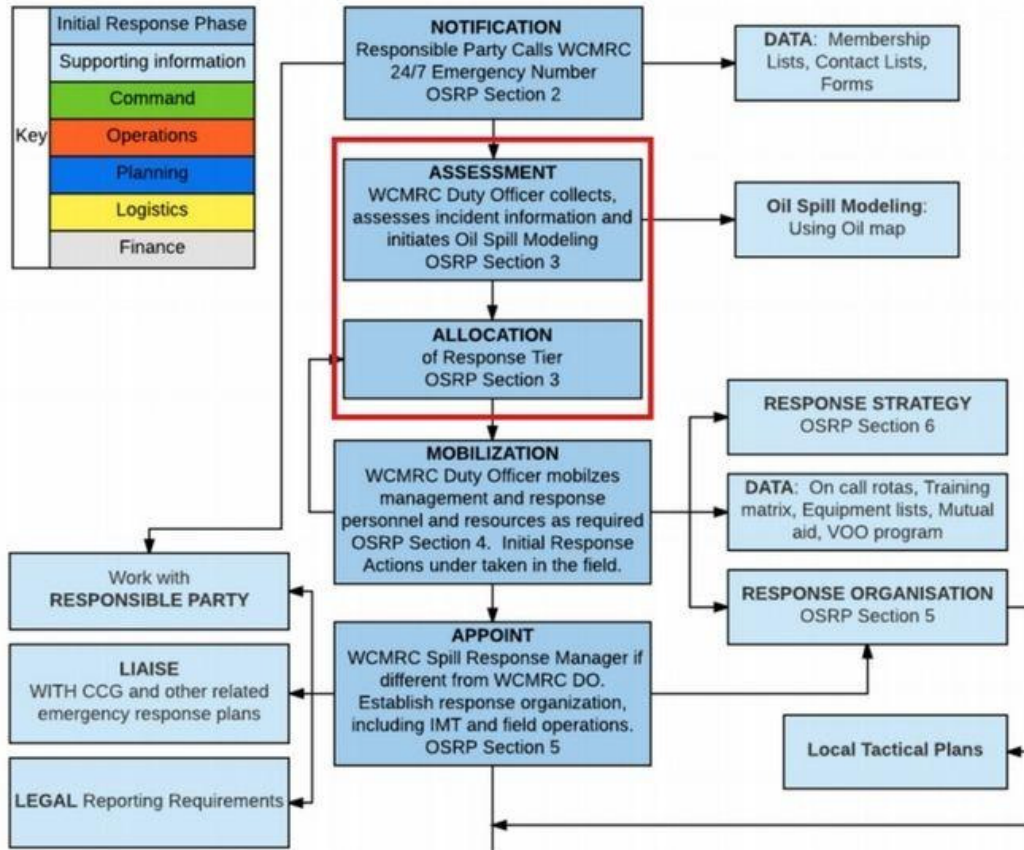 Key
Initial Response Phase
Supporting information
Command
Operations
Planning
Logistics
Finance
NOTIFICATION
Responsible Party Calls WCMRC
24/7 Emergency Number
OSRP Section 2
DATA: Membership
Lists, Contact Lists,
Forms
ASSESSMENT
WCMRC Duty Officer collects,
assesses incident information and
initiates Oil Spill Modeling
OSRP Section 3
Oil Spill Modeling:
Using Oil map
ALLOCATION
of Response Tier
OSRP Section 3
MOBILIZATION
WCMRC Duty Officer mobilzes
management and response
personnel and resources as required
OSRP Section 4. Initial Response
Actions under taken in the field.
RESPONSE STRATEGY
OSRP Section 6
DATA: On call rotas, Training
matrix, Equipment lists, Mutual
aid, VOO program
RESPONSE ORGANISATION
OSRP Section 5
Work with
RESPONSIBLE PARTY
LIAISE
WITH CCG and other related
emergency response plans
LEGAL Reporting Requirements
APPOINT
WCMRC Spill Response Manager if
different from WCMRC DO.
Establish response organization,
including IMT and field operations.
OSRP Section 5
Local Tactical Plans